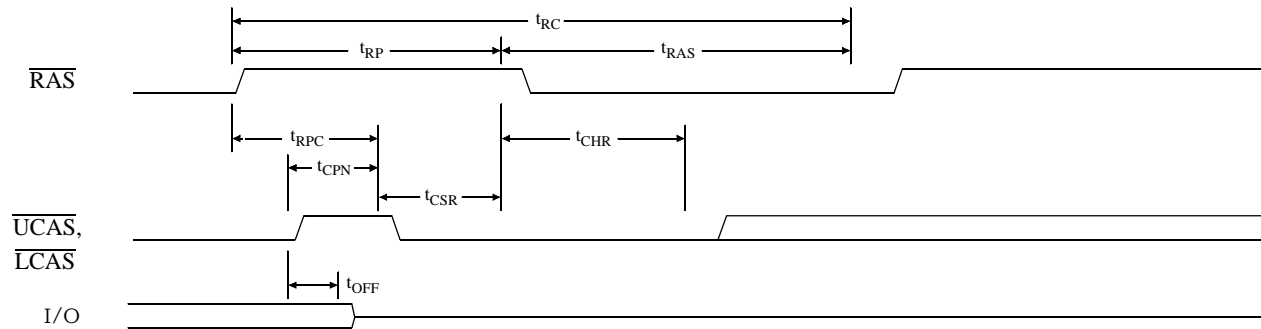 tRC
tRP tRAS
RAS
tRPC tCHR
tCPN
tCSR
UCAS,
LCAS
tOFF
I/O